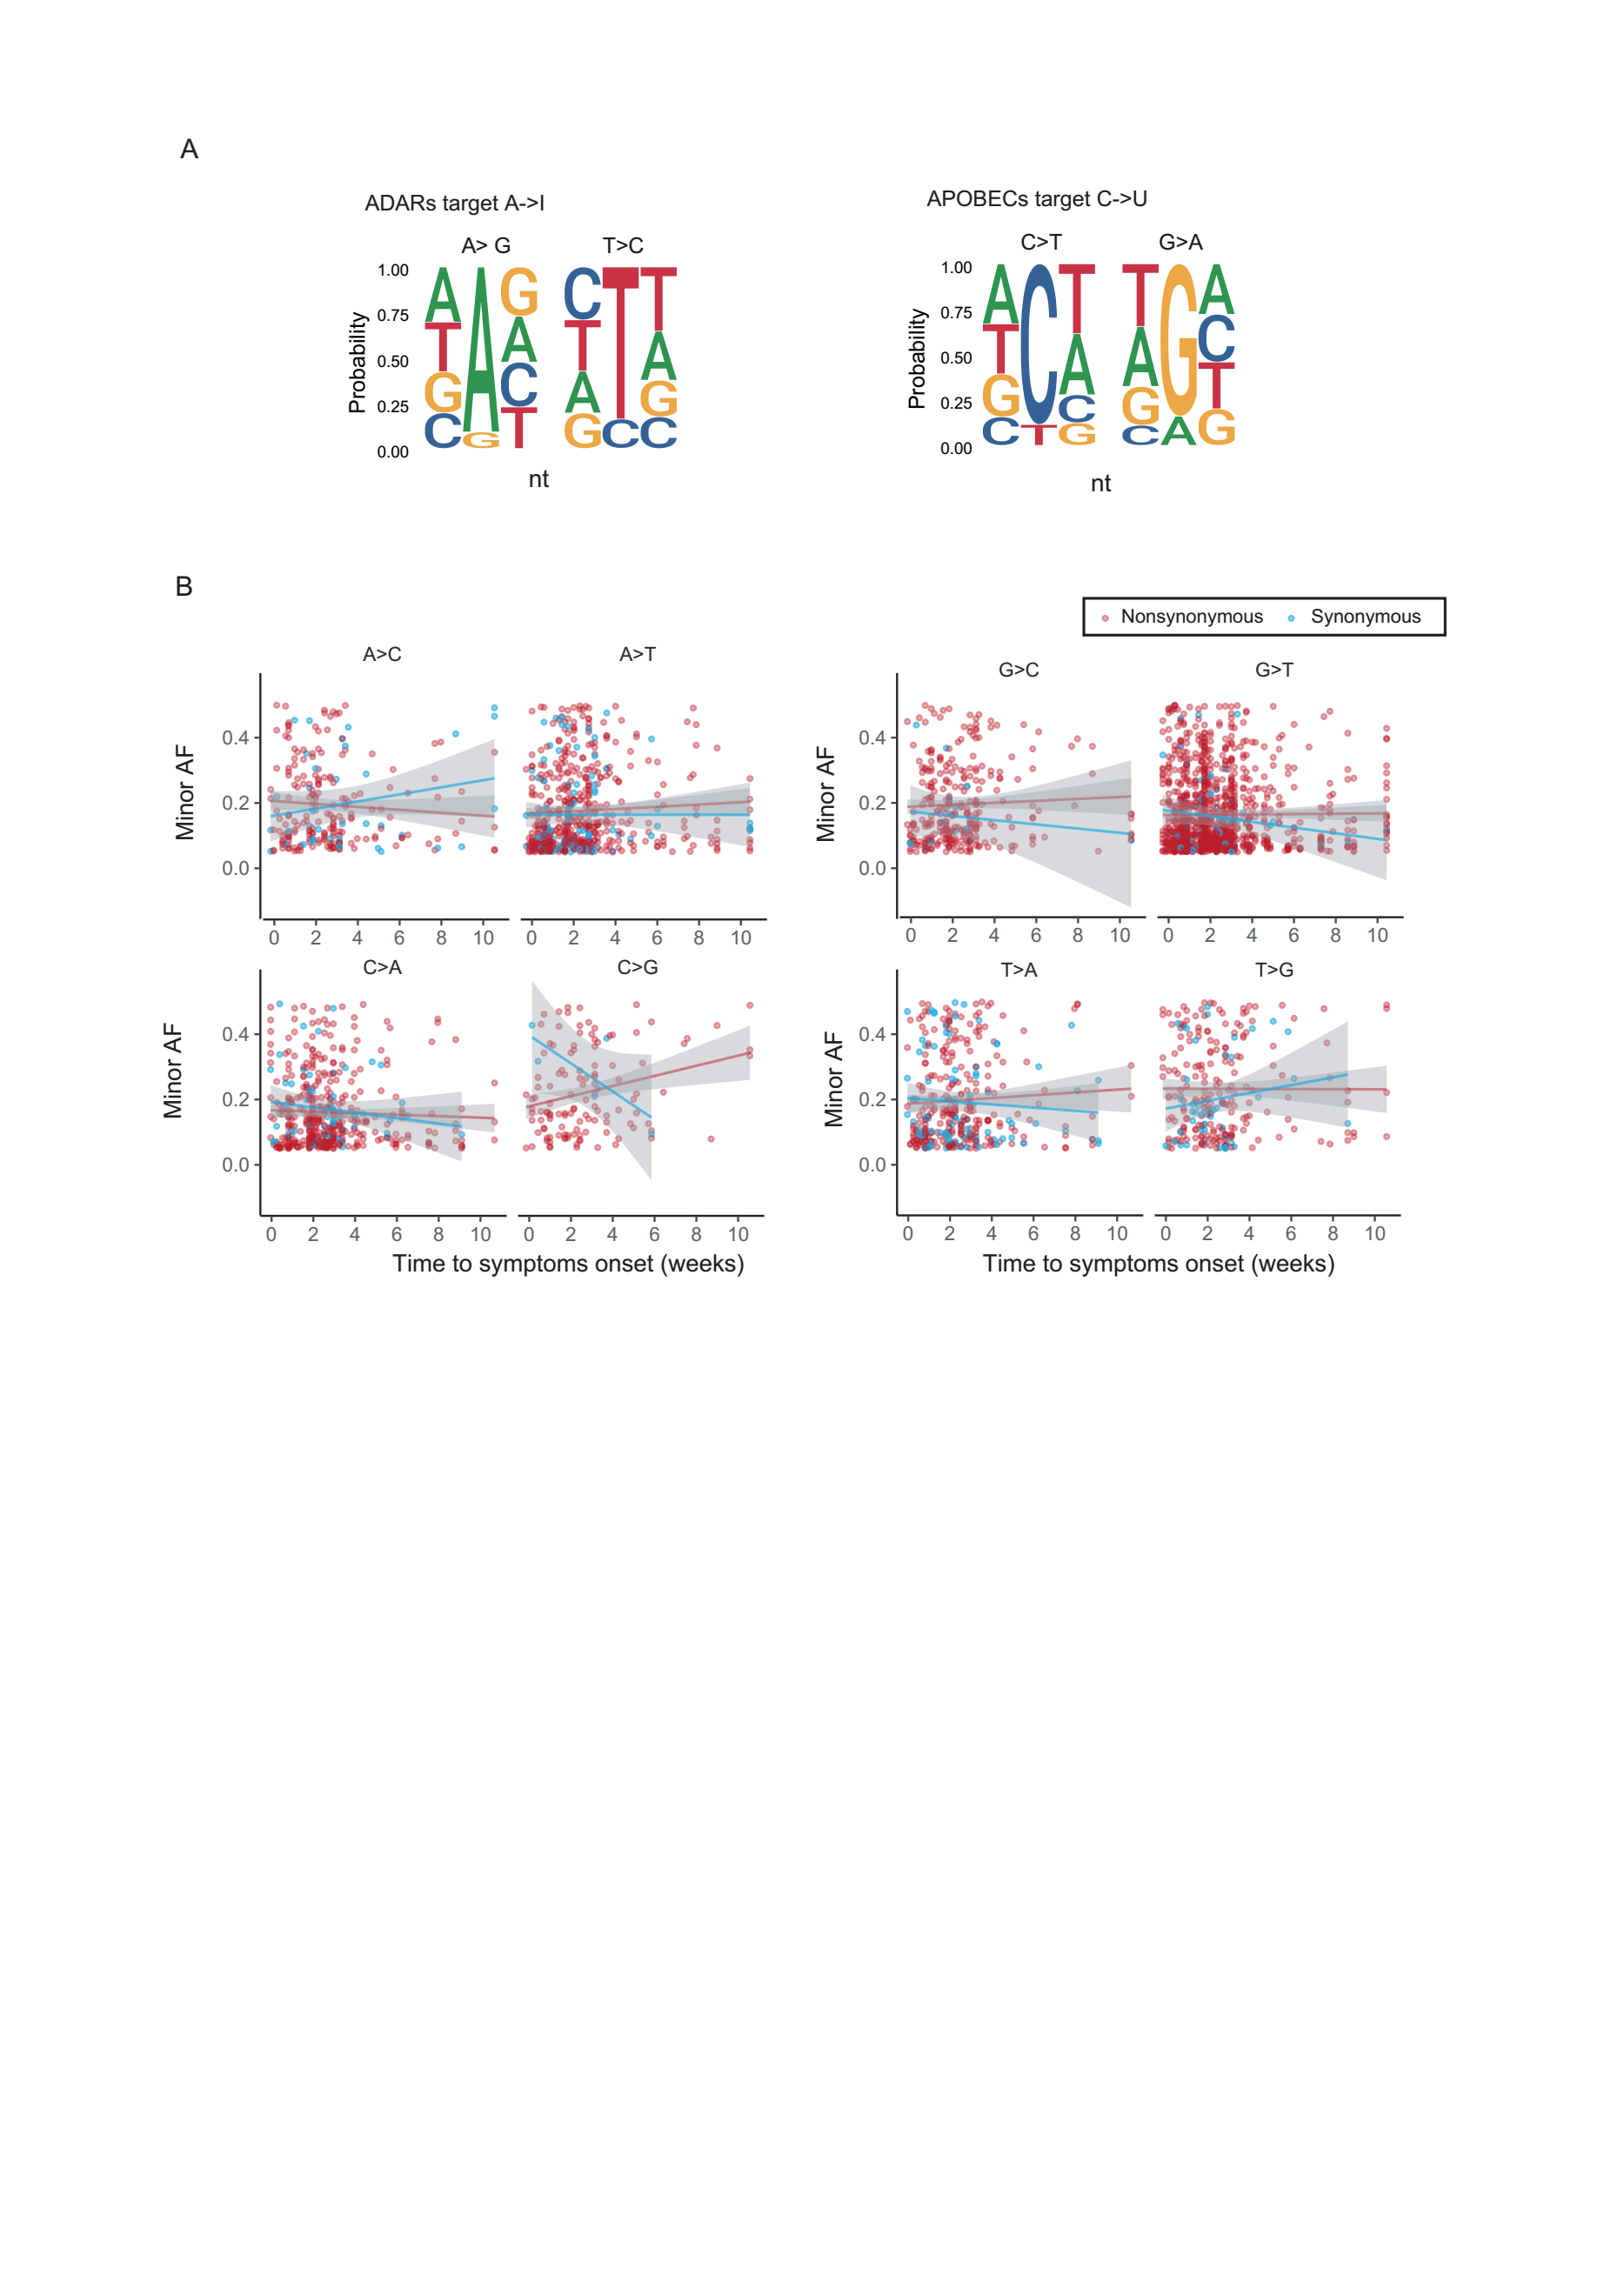 A
ADARs target A->I
A> G
T>C
1.00
0.75
0.50
0.25
0.00
Probability
A A G C T T
T A T A
G C A G
C G T G C C
nt
APOBECs target C->U
C>T
G>A
1.00
0.75
0.50
0.25
0.00
Probability
A C T T G A
T A A C
G C G T
C T G C A G
nt
B
Nonsynonymous
Synonymous
A>C
A>T
Minor AF
0.4
0.2
0.0
0 2 4 6 8 10
0 2 4 6 8 10
G>C
G>T
Minor AF
0.4
0.2
0.0
0 2 4 6 8 10
0 2 4 6 8 10
C>A
C>G
Minor AF
0.4
0.2
0.0
0 2 4 6 8 10
0 2 4 6 8 10
Time to symptoms onset (weeks)
T>A
T>G
Minor AF
0.4
0.2
0.0
0 2 4 6 8 10
0 2 4 6 8 10
Time to symptoms onset (weeks)